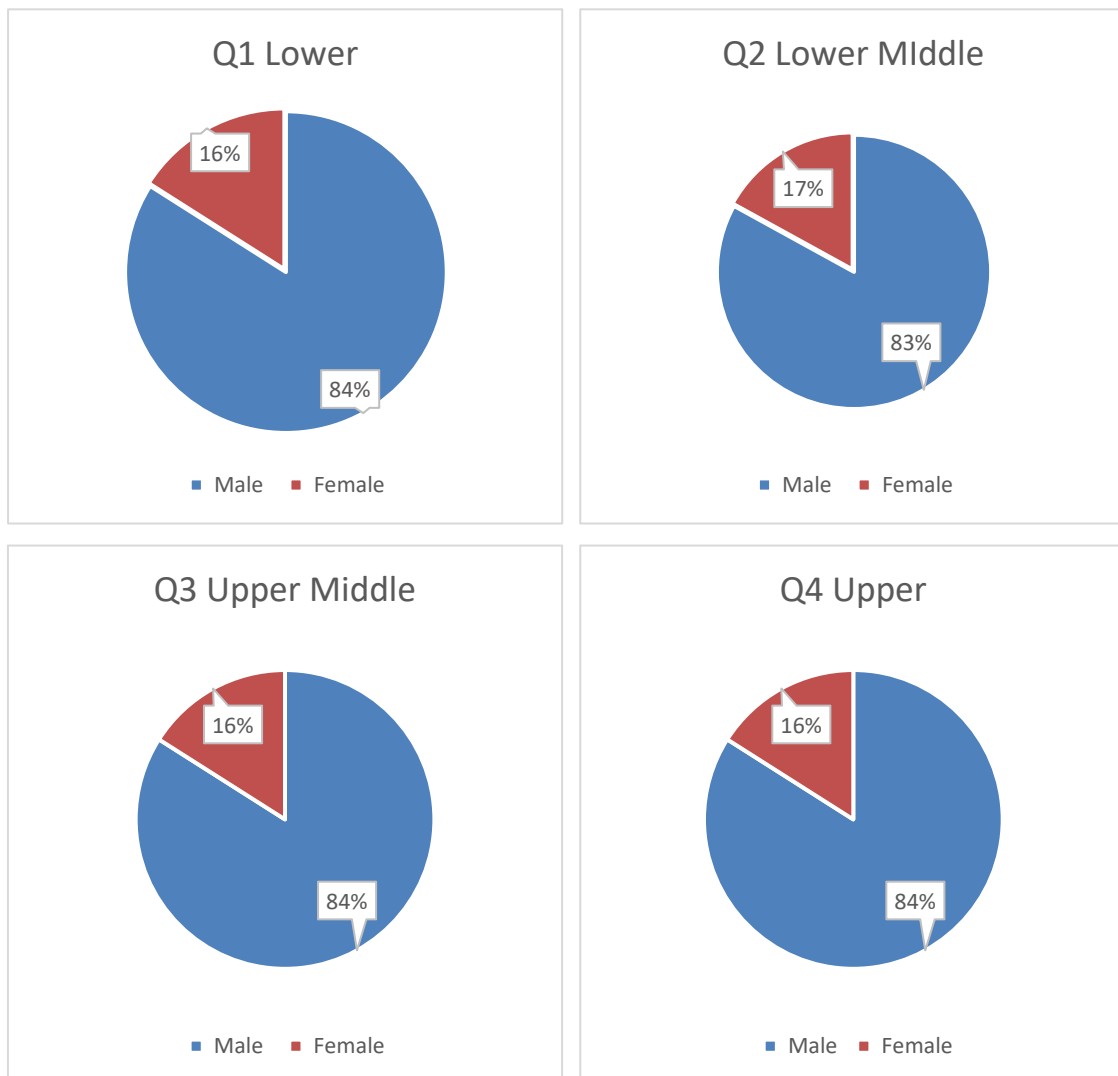 Q1 Lower
16%
84%
Male Female
Q2 Lower MIddle
17%
83%
Male Female
Q3 Upper Middle
16%
84%
Male Female
Q4 Upper
16%
84%
Male Female